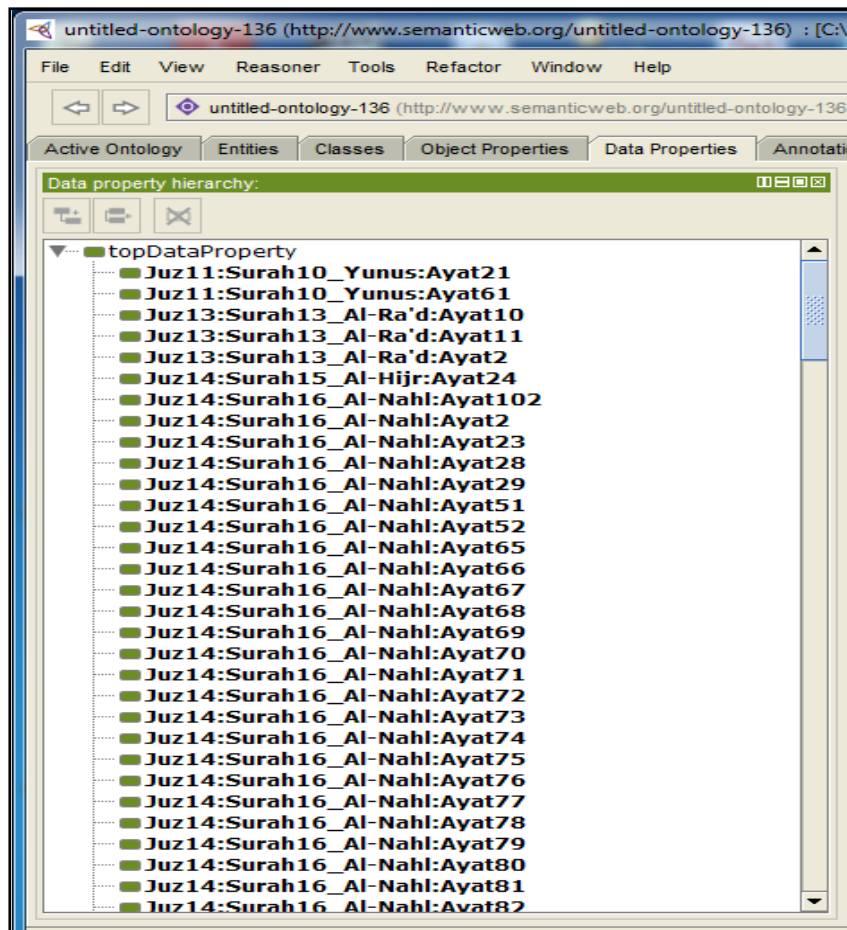 untitled-ontology-136 (http://www.semanticweb.org/untitled-ontology-136) : [C:\
File Edit View Reasoner Tools Refactor Window Help
untitled-ontology-136 (http://www.semanticweb.org/untitled-ontology-136
Active Ontology Entities Classes Object Properties Data Properties Annotati
Data property hierarchy:
topDataProperty
Juz11:Surah10_Yunus:Ayat21
Juz11:Surah10_Yunus:Ayat61
Juz13:Surah13_Al-Ra'd:Ayat10
Juz13:Surah13_Al-Ra'd:Ayat11
Juz13:Surah13_Al-Ra'd:Ayat2
Juz14:Surah15_Al-Hijr:Ayat24
Juz14:Surah16_Al-Nahl:Ayat102
Juz14:Surah16_Al-Nahl:Ayat2
Juz14:Surah16_Al-Nahl:Ayat23
Juz14:Surah16_Al-Nahl:Ayat28
Juz14:Surah16_Al-Nahl:Ayat29
Juz14:Surah16_Al-Nahl:Ayat51
Juz14:Surah16_Al-Nahl:Ayat52
Juz14:Surah16_Al-Nahl:Ayat65
Juz14:Surah16_Al-Nahl:Ayat66
Juz14:Surah16_Al-Nahl:Ayat67
Juz14:Surah16_Al-Nahl:Ayat68
Juz14:Surah16_Al-Nahl:Ayat69
Juz14:Surah16_Al-Nahl:Ayat70
Juz14:Surah16_Al-Nahl:Ayat71
Juz14:Surah16_Al-Nahl:Ayat72
Juz14:Surah16_Al-Nahl:Ayat73
Juz14:Surah16_Al-Nahl:Ayat74
Juz14:Surah16_Al-Nahl:Ayat75
Juz14:Surah16_Al-Nahl:Ayat76
Juz14:Surah16_Al-Nahl:Ayat77
Juz14:Surah16_Al-Nahl:Ayat78
Juz14:Surah16_Al-Nahl:Ayat79
Juz14:Surah16_Al-Nahl:Ayat80
Juz14:Surah16_Al-Nahl:Ayat81
Juz14:Surah16_Al-Nahl:Ayat82